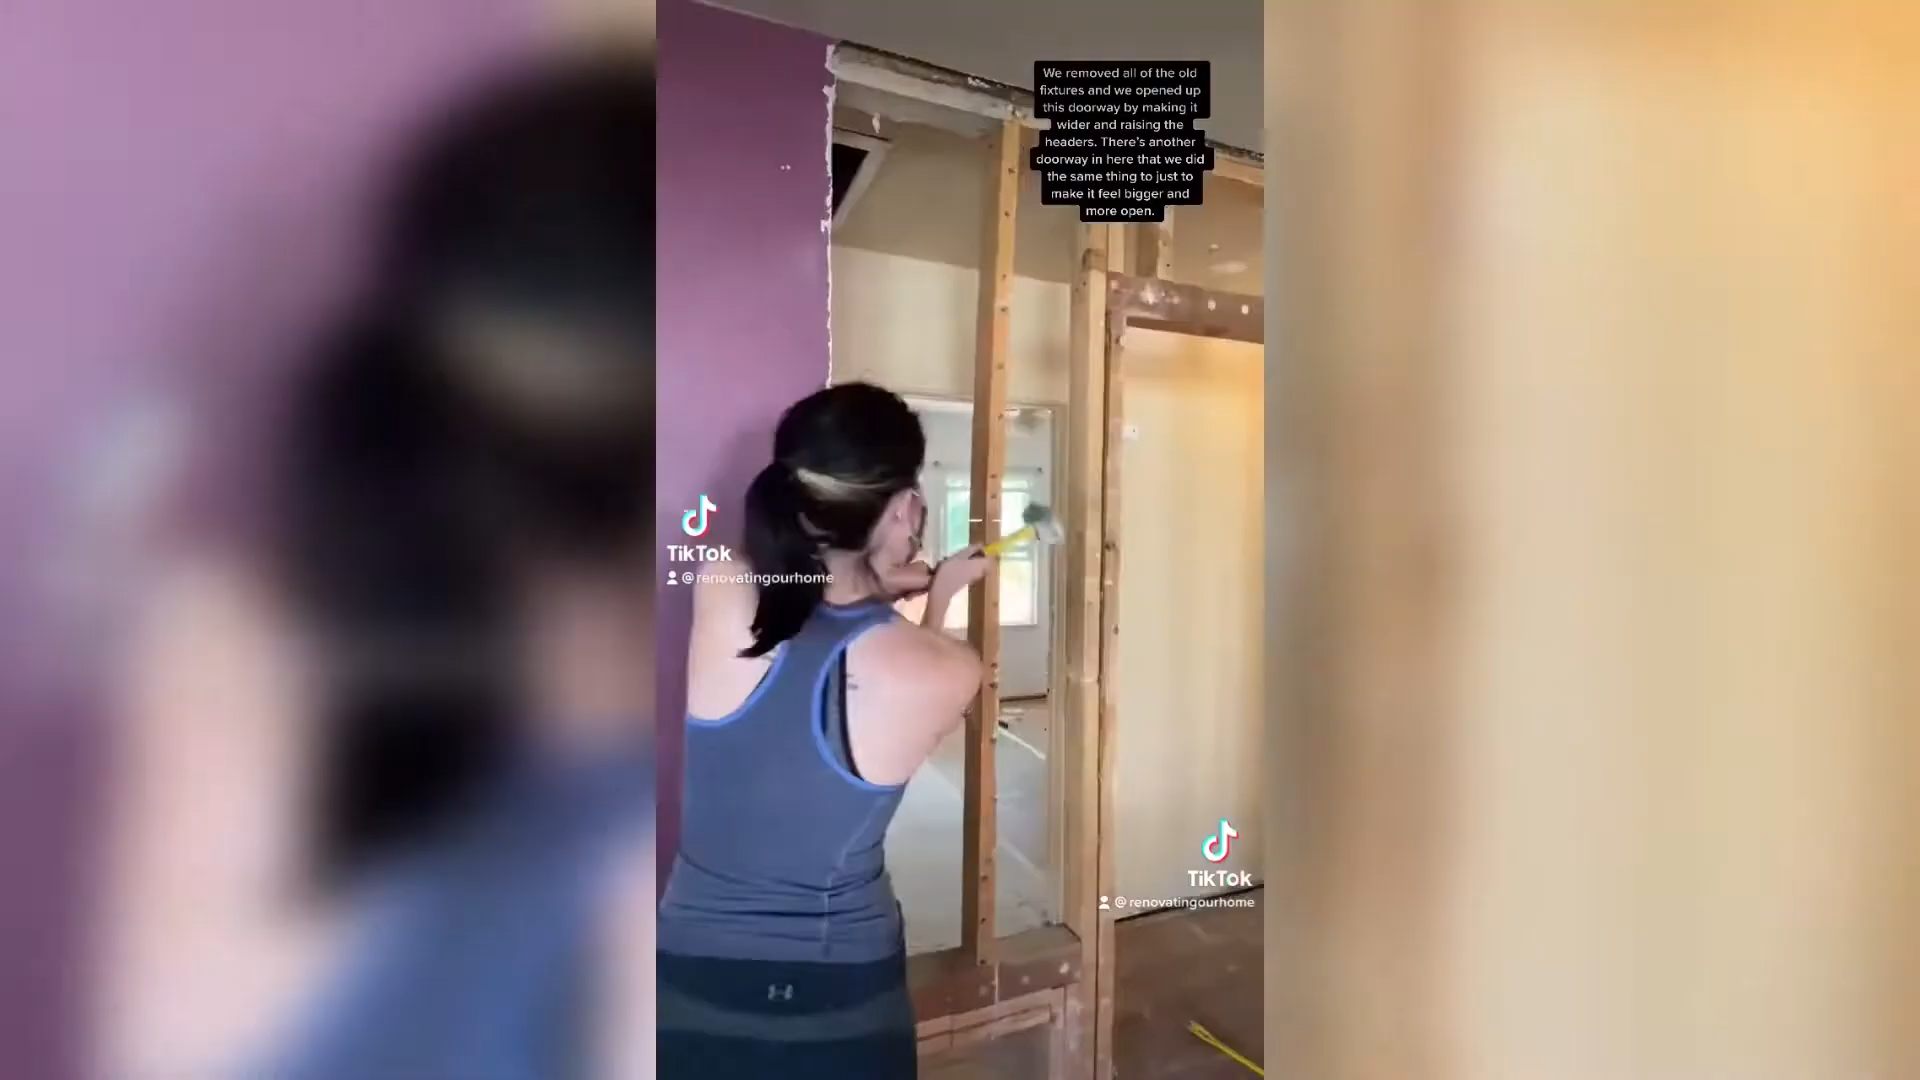 We removed all of the old
fixtures and we opened up
this doorway by making it
wider and raising the
headers. There's another
doorway in here that we did
the same thing to just to
make it feel bigger and
more open.
TikTok
@renovatingourhome
TikTok
@renovatingourhome